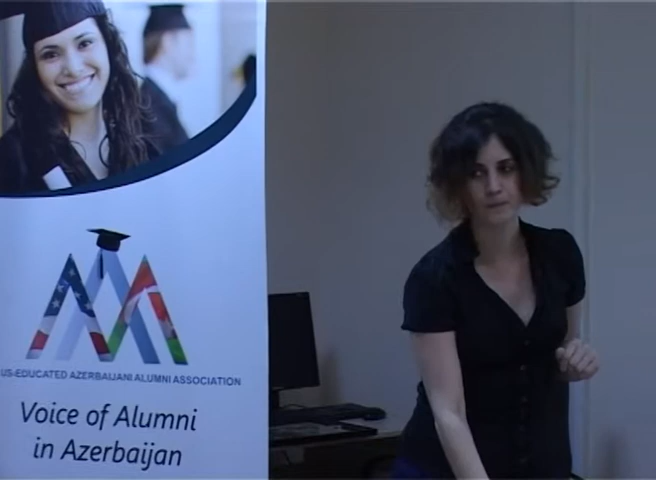 US-EDUCATED AZERBAIJANI ALUMNI ASSOCIATION
Voice of Alumni
in Azerbaijan